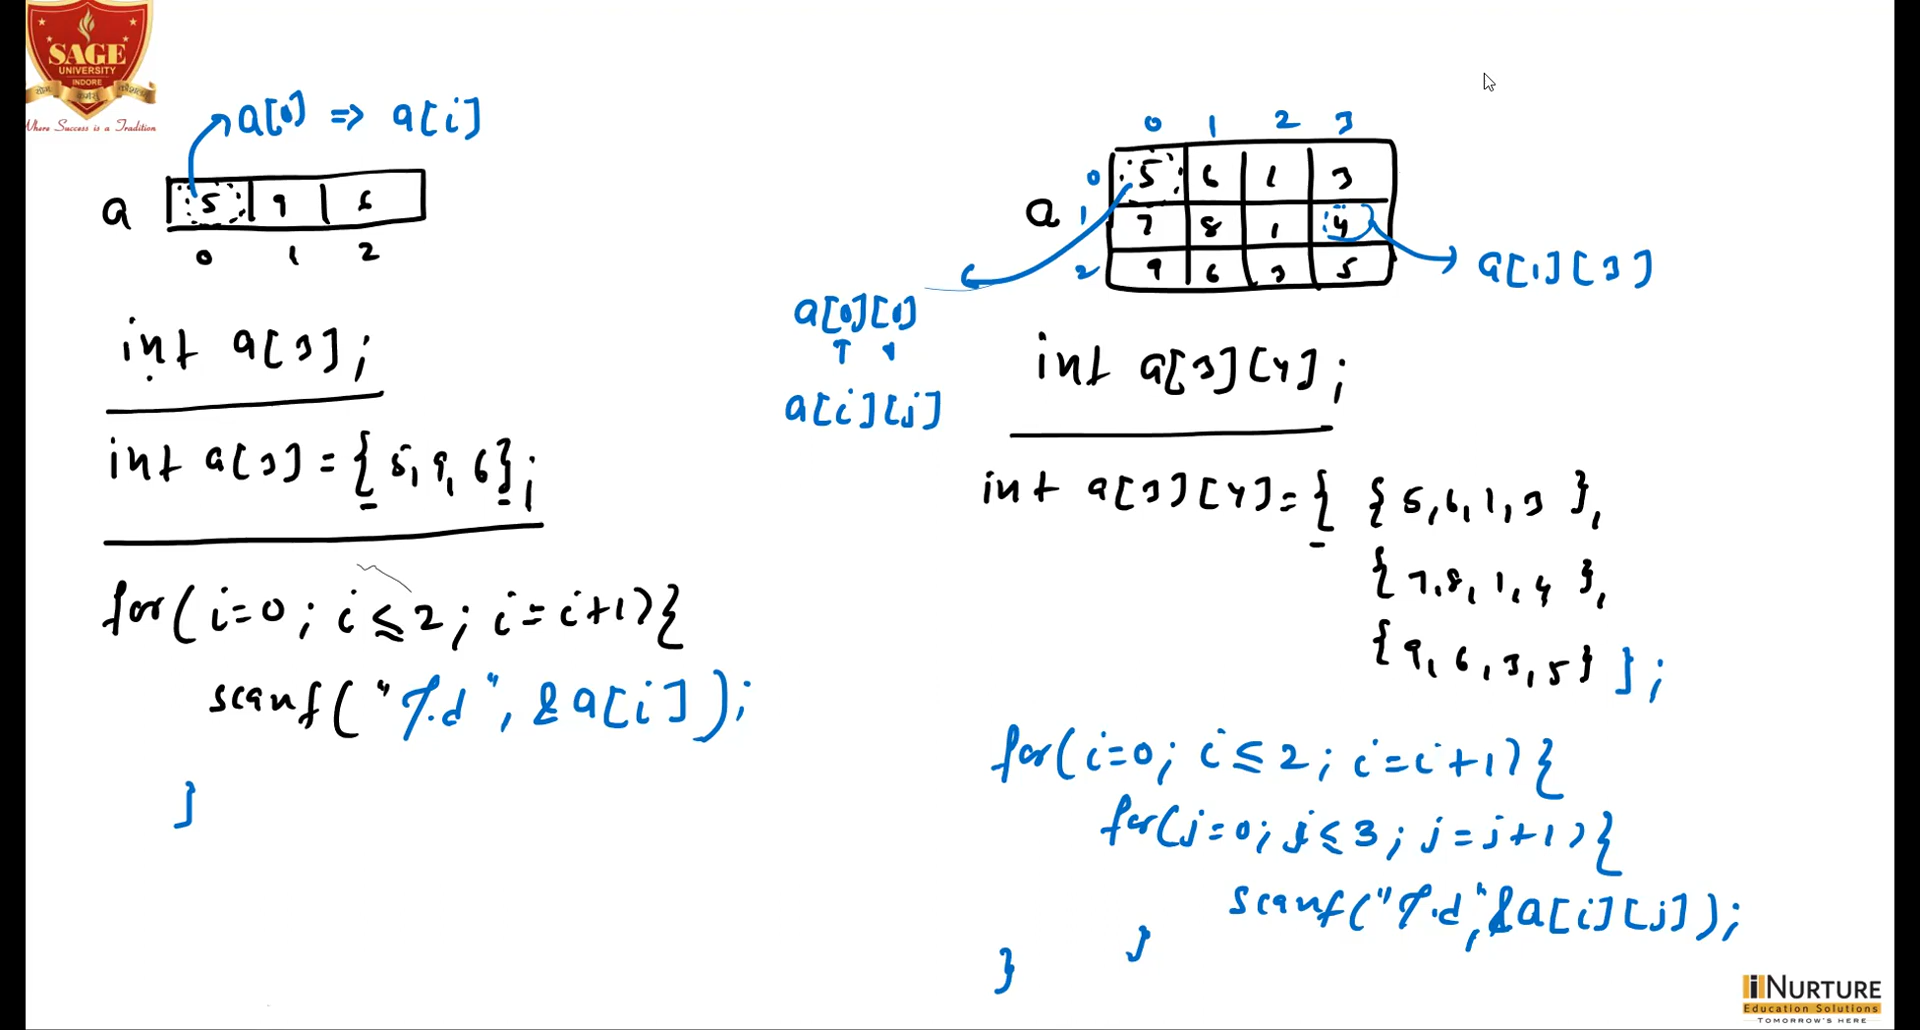 SAGE
UNIVERSITY
INDORE
Where Success is a Tradition
a[0] => a[i]
a 5 9 6
0 1 2
int a[3];
int a[3] = { 5, 9, 6};
for( i=0; i≤2; i=i+1){
scanf("%d", &a[i]);
}
0 1 2 3
0 5 6 1 3
a 1 7 8 1 4
2 9 6 3 5
a[1][3]
a[0][0]
a[i][j]
int a[3][4];
int a[3][4]={ { 5,6,1,3 },
{ 7,8,1,4 },
{ 9,6,3,5} };
for(i=0; i≤2; i=i+1){
for(j=0; j≤3; j=j+1){
scanf("%d",&a[i][j]);
}
}
iNURTURE
Education Solutions
TOMORROW'S HERE